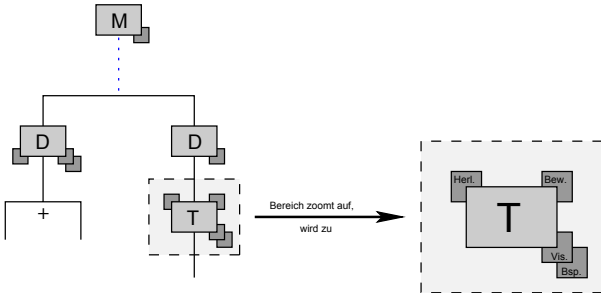 M
D
D
+
T
Bereich zoomt auf,
wird zu
Herl.
Bew.
T
Vis.
Bsp.